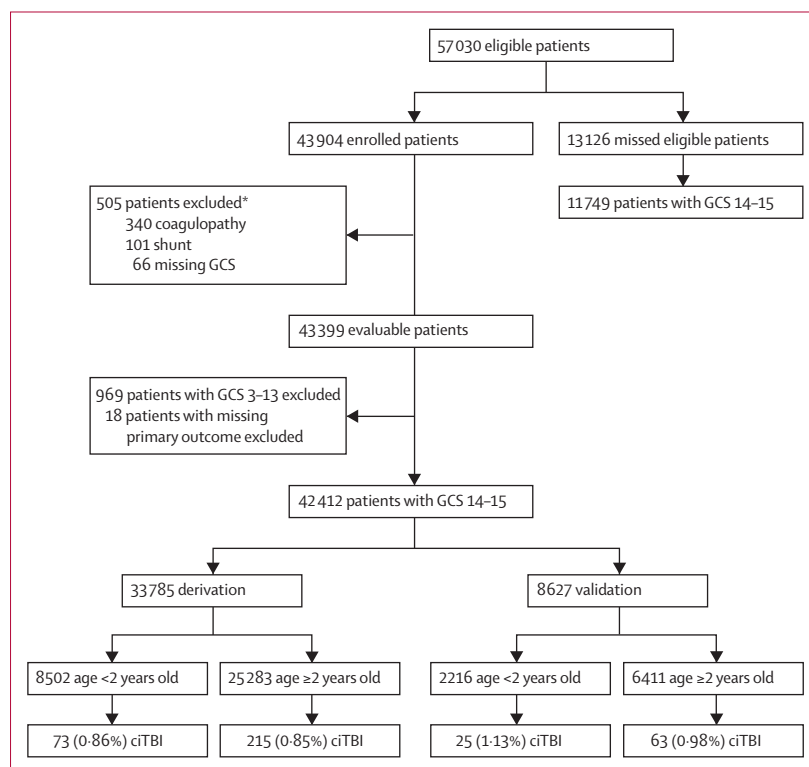 57 030 eligible patients
43 904 enrolled patients
13 126 missed eligible patients
11 749 patients with GCS 14–15
505 patients excluded*
340 coagulopathy
101 shunt
66 missing GCS
43 399 evaluable patients
969 patients with GCS 3–13 excluded
18 patients with missing
primary outcome excluded
42 412 patients with GCS 14–15
33 785 derivation
8627 validation
8502 age <2 years old
25 283 age ≥2 years old
2216 age <2 years old
6411 age ≥2 years old
73 (0·86%) ciTBI
215 (0·85%) ciTBI
25 (1·13%) ciTBI
63 (0·98%) ciTBI